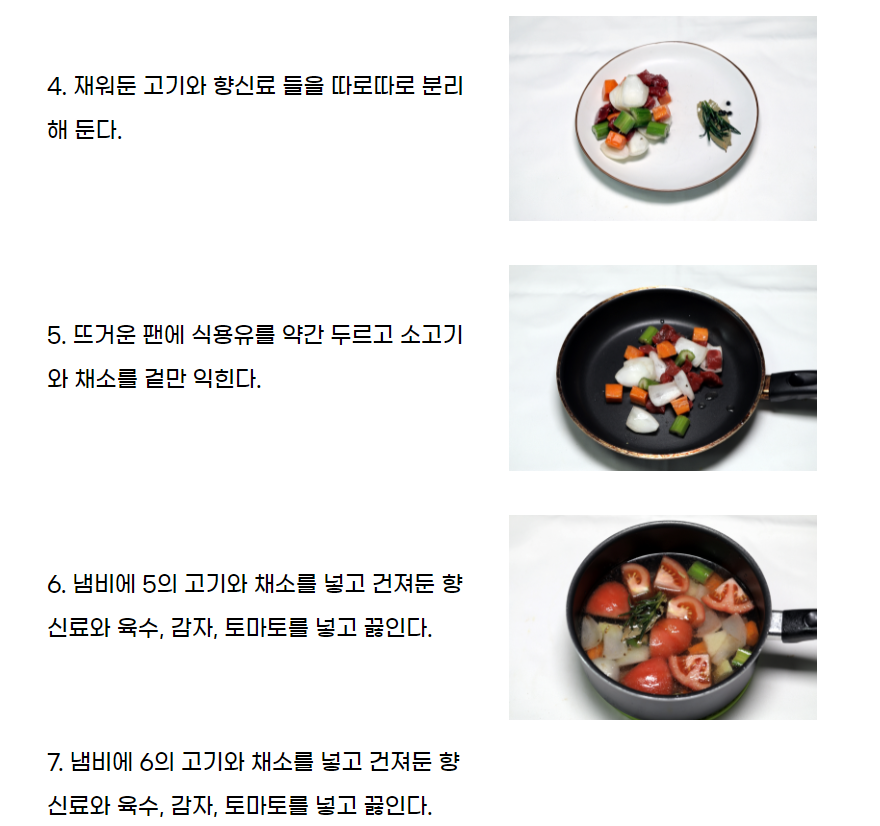 4. 재워둔 고기와 향신료 들을 따로따로 분리
해 둔다.
5. 뜨거운 팬에 식용유를 약간 두르고 소고기
와 채소를 겉만 익힌다.
6. 냄비에 5의 고기와 채소를 넣고 건져둔 향
신료와 육수, 감자, 토마토를 넣고 끓인다.
7. 냄비에 6의 고기와 채소를 넣고 건져둔 향
신료와 육수, 감자, 토마토를 넣고 끓인다.